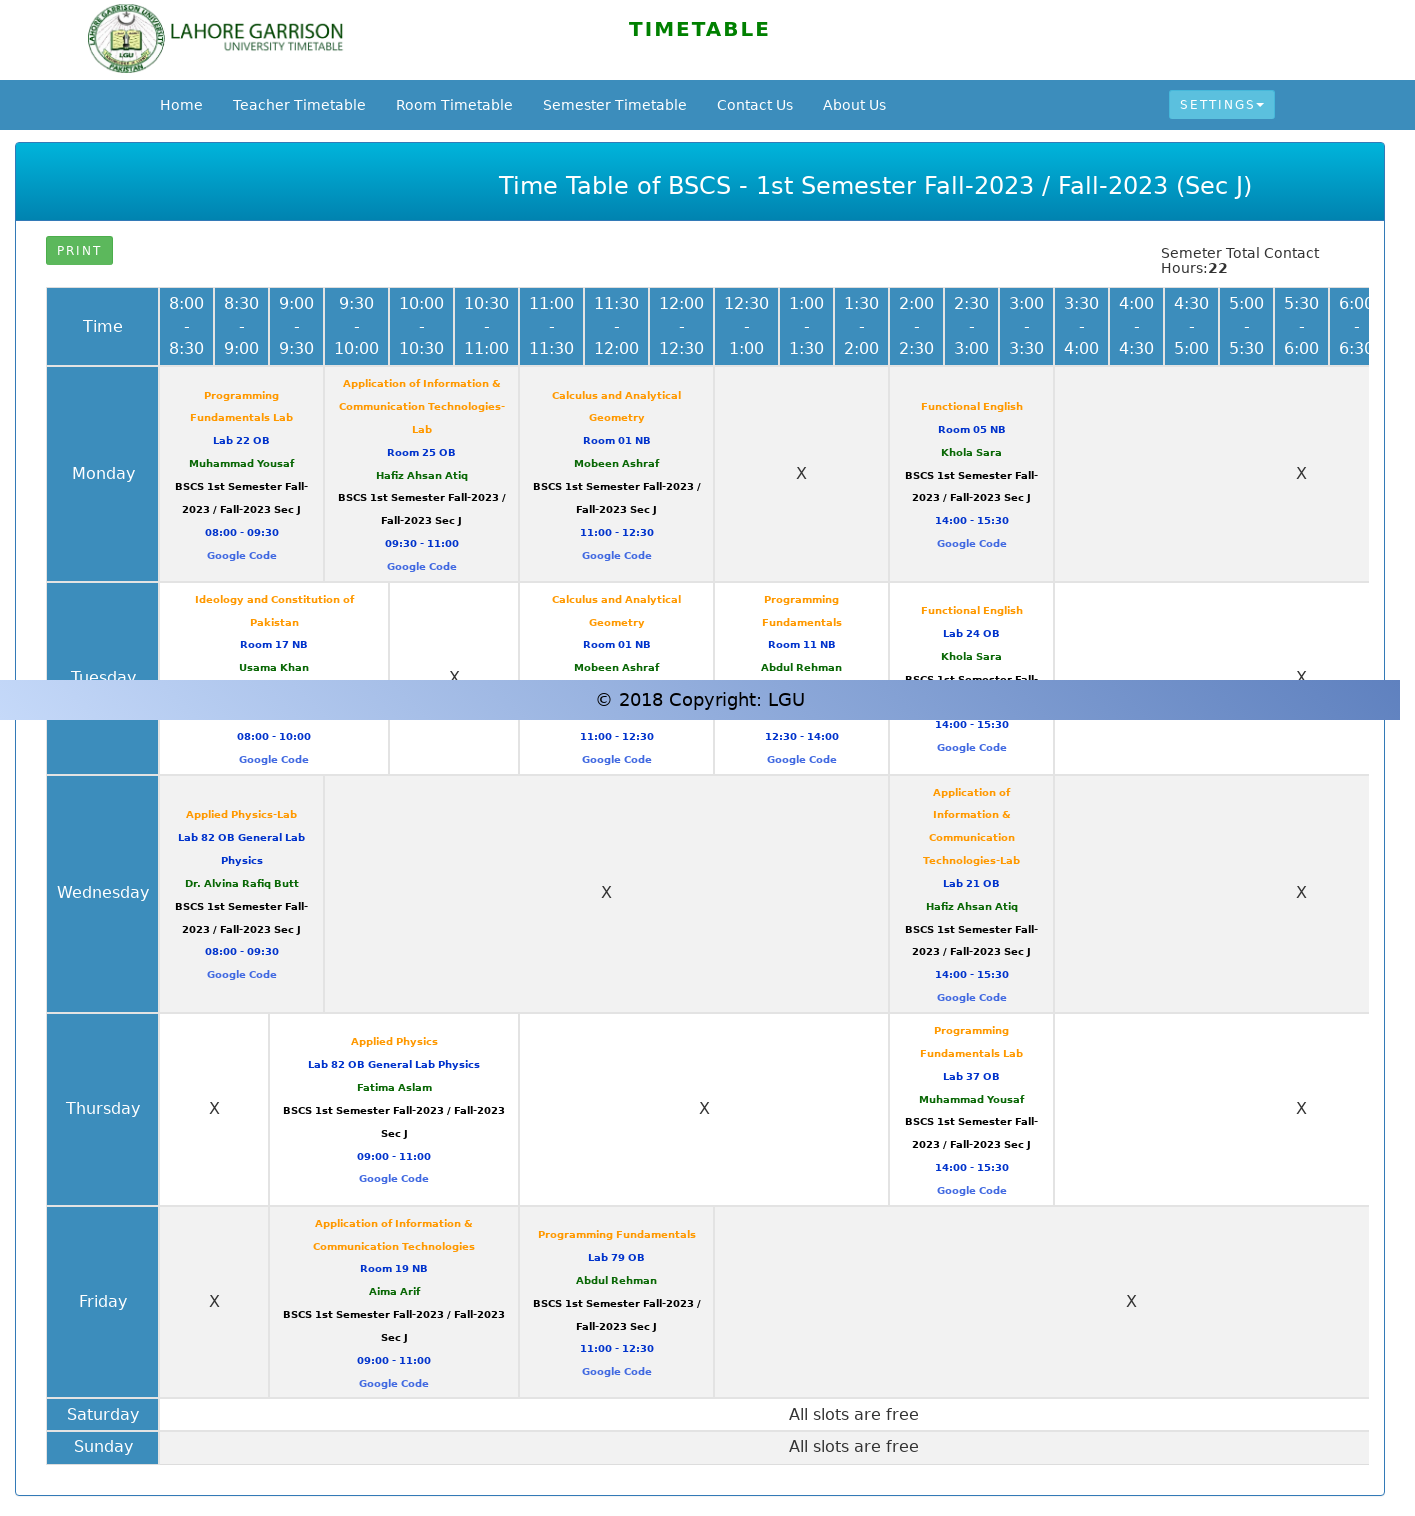 LAHORE GARRISON
UNIVERSITY TIMETABLE
LAHORE GARRISON UNIVERSITY
LGU
PAKISTAN
TIMETABLE
Home Teacher Timetable Room Timetable Semester Timetable Contact Us About Us SETTINGS
Time Table of BSCS - 1st Semester Fall-2023 / Fall-2023 (Sec J)
PRINT
Semeter Total Contact
Hours:22
Time
8:00 - 8:30
8:30 - 9:00
9:00 - 9:30
9:30 - 10:00
10:00 - 10:30
10:30 - 11:00
11:00 - 11:30
11:30 - 12:00
12:00 - 12:30
12:30 - 1:00
1:00 - 1:30
1:30 - 2:00
2:00 - 2:30
2:30 - 3:00
3:00 - 3:30
3:30 - 4:00
4:00 - 4:30
4:30 - 5:00
5:00 - 5:30
5:30 - 6:00
6:00 - 6:30
Monday
Programming
Fundamentals Lab
Lab 22 OB
Muhammad Yousaf
BSCS 1st Semester Fall-
2023 / Fall-2023 Sec J
08:00 - 09:30
Google Code
Application of Information &
Communication Technologies-
Lab
Room 25 OB
Hafiz Ahsan Atiq
BSCS 1st Semester Fall-2023 /
Fall-2023 Sec J
09:30 - 11:00
Google Code
Calculus and Analytical
Geometry
Room 01 NB
Mobeen Ashraf
BSCS 1st Semester Fall-2023 /
Fall-2023 Sec J
11:00 - 12:30
Google Code
X
Functional English
Room 05 NB
Khola Sara
BSCS 1st Semester Fall-
2023 / Fall-2023 Sec J
14:00 - 15:30
Google Code
X
Tuesday
Ideology and Constitution of
Pakistan
Room 17 NB
Usama Khan
08:00 - 10:00
Google Code
X
Calculus and Analytical
Geometry
Room 01 NB
Mobeen Ashraf
11:00 - 12:30
Google Code
Programming
Fundamentals
Room 11 NB
Abdul Rehman
12:30 - 14:00
Google Code
Functional English
Lab 24 OB
Khola Sara
BSCS 1st Semester Fall-
14:00 - 15:30
Google Code
X
© 2018 Copyright: LGU
Wednesday
Applied Physics-Lab
Lab 82 OB General Lab
Physics
Dr. Alvina Rafiq Butt
BSCS 1st Semester Fall-
2023 / Fall-2023 Sec J
08:00 - 09:30
Google Code
X
Application of
Information &
Communication
Technologies-Lab
Lab 21 OB
Hafiz Ahsan Atiq
BSCS 1st Semester Fall-
2023 / Fall-2023 Sec J
14:00 - 15:30
Google Code
X
Thursday
X
Applied Physics
Lab 82 OB General Lab Physics
Fatima Aslam
BSCS 1st Semester Fall-2023 / Fall-2023
Sec J
09:00 - 11:00
Google Code
X
Programming
Fundamentals Lab
Lab 37 OB
Muhammad Yousaf
BSCS 1st Semester Fall-
2023 / Fall-2023 Sec J
14:00 - 15:30
Google Code
X
Friday
X
Application of Information &
Communication Technologies
Room 19 NB
Aima Arif
BSCS 1st Semester Fall-2023 / Fall-2023
Sec J
09:00 - 11:00
Google Code
Programming Fundamentals
Lab 79 OB
Abdul Rehman
BSCS 1st Semester Fall-2023 /
Fall-2023 Sec J
11:00 - 12:30
Google Code
X
Saturday
All slots are free
Sunday
All slots are free